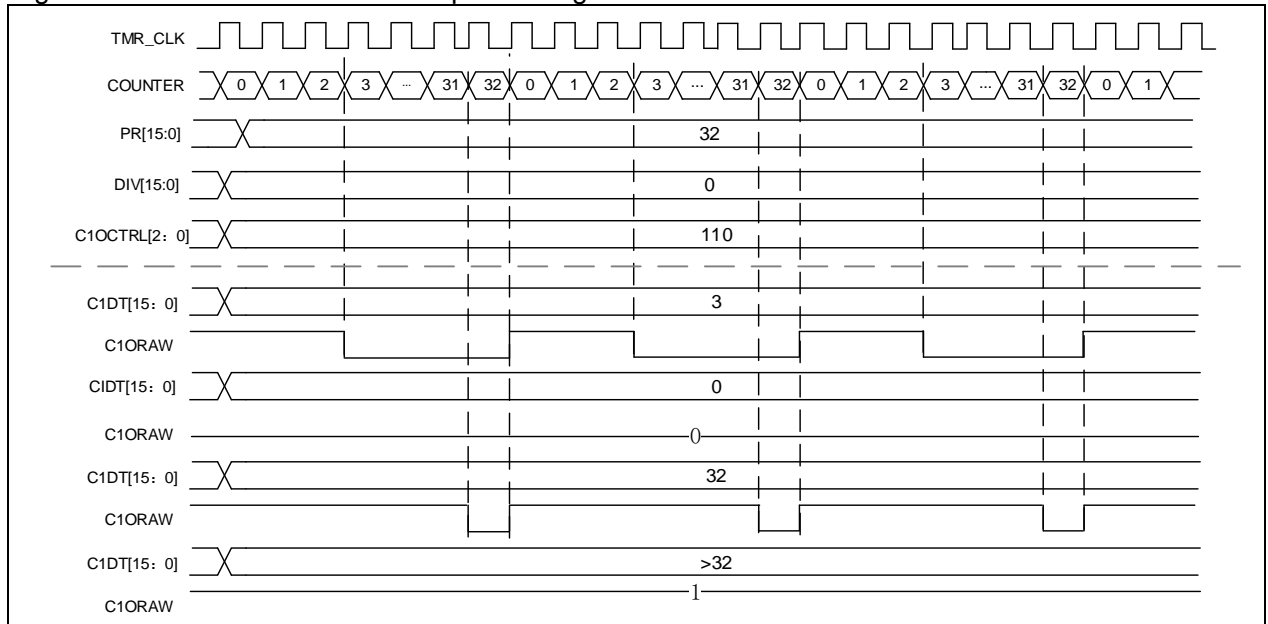 TMR_CLK
COUNTER 0 1 2 3 ... 31 32 0 1 2 3 ... 31 32 0 1 2 3 ... 31 32 0 1
PR[15:0] 32
DIV[15:0] 0
C1OCTRL[2：0] 110
C1DT[15：0] 3
C1ORAW
CIDT[15：0] 0
C1ORAW 0
C1DT[15：0] 32
C1ORAW
C1DT[15：0] >32
C1ORAW 1